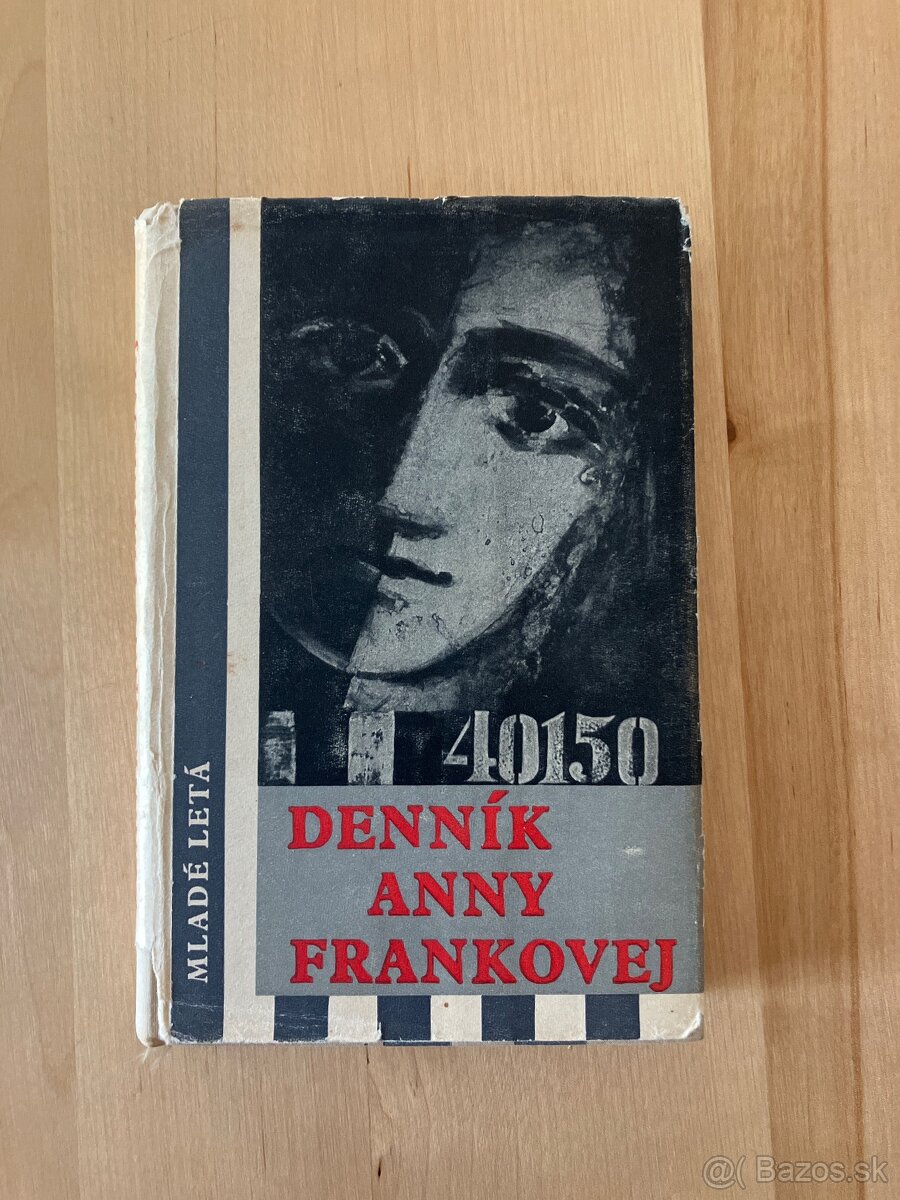 40150
DENNÍK
ANNY
FRANKOVEJ
MLADÉ LETÁ
@( Bazos.sk